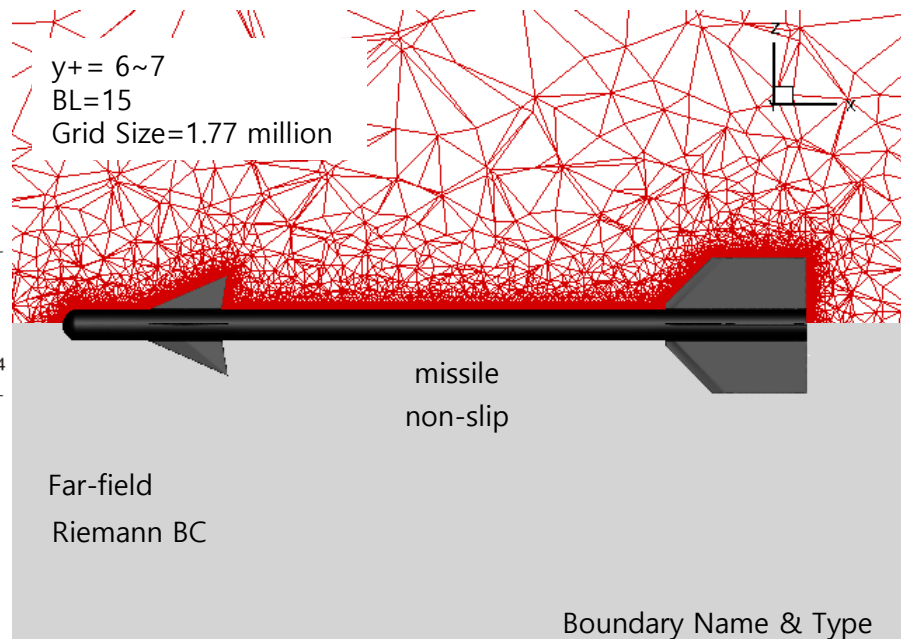 y+= 6~7
BL=15
Grid Size=1.77 million
Z
Y
X
4
missile
non-slip
Far-field
Riemann BC
Boundary Name & Type